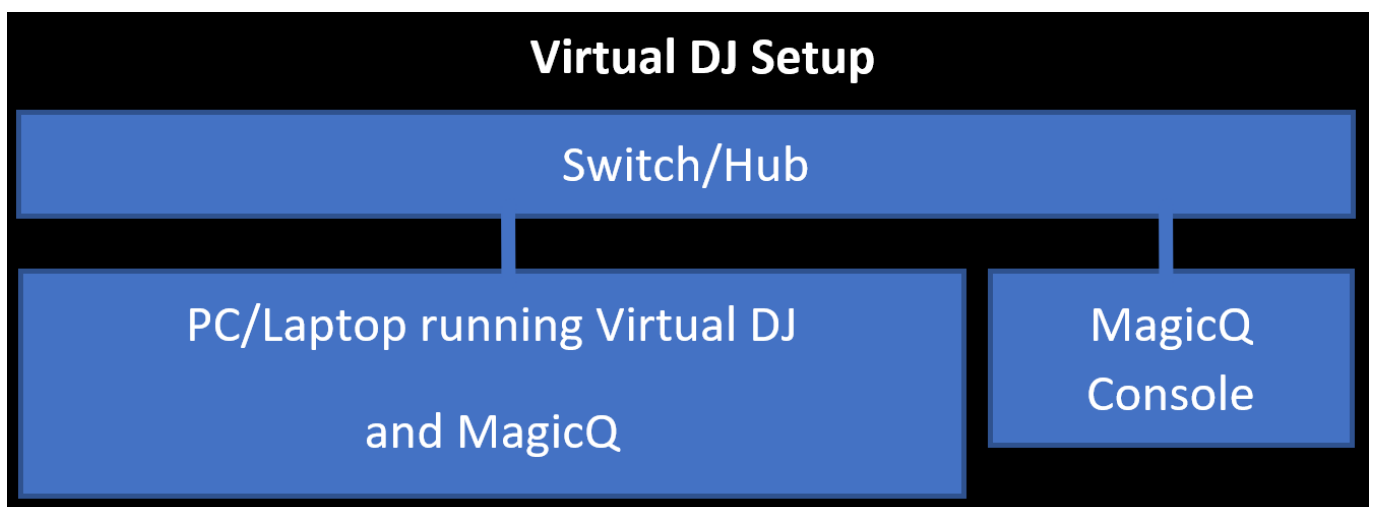 Virtual DJ Setup
Switch/Hub
PC/Laptop running Virtual DJ
and MagicQ
MagicQ
Console